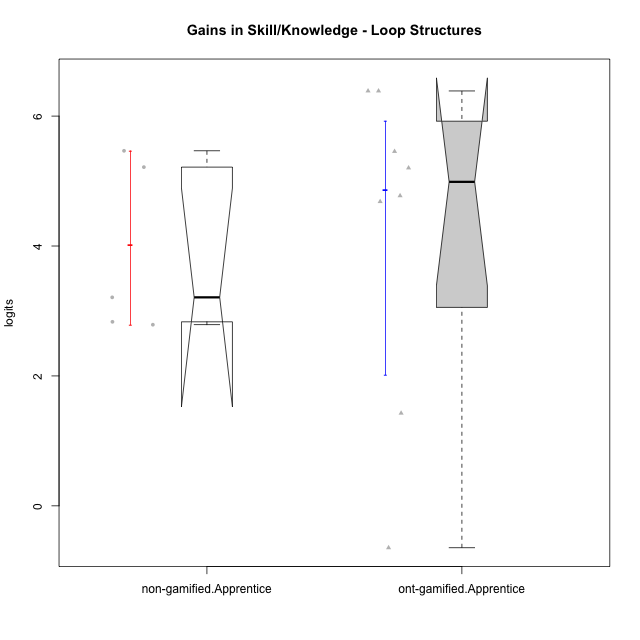 Gains in Skill/Knowledge - Loop Structures
logits
6
4
2
0
non-gamified.Apprentice
ont-gamified.Apprentice